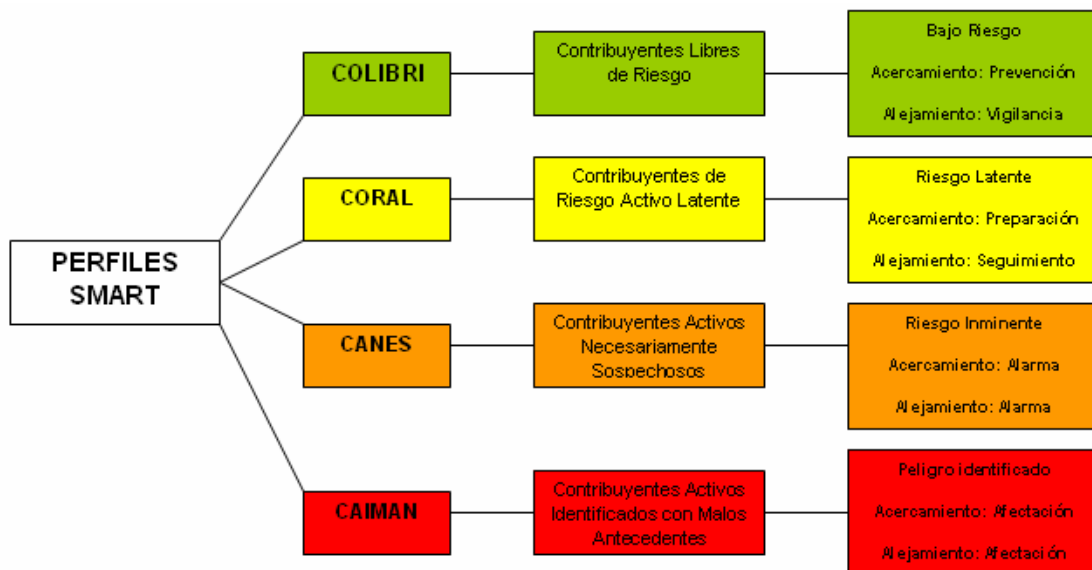 PERFILES
SMART
COLIBRI
Contribuyentes Libres
de Riesgo
Bajo Riesgo
Acercamiento: Prevención
Alejamiento: Vigilancia
CORAL
Contribuyentes de
Riesgo Activo Latente
Riesgo Latente
Acercamiento: Preparación
Alejamiento: Seguimiento
CANES
Contribuyentes Activos
Necesariamente
Sospechosos
Riesgo Inminente
Acercamiento: Alarma
Alejamiento: Alarma
CAIMAN
Contribuyentes Activos
Identificados con Malos
Antecedentes
Peligro identificado
Acercamiento: Afectación
Alejamiento: Afectación